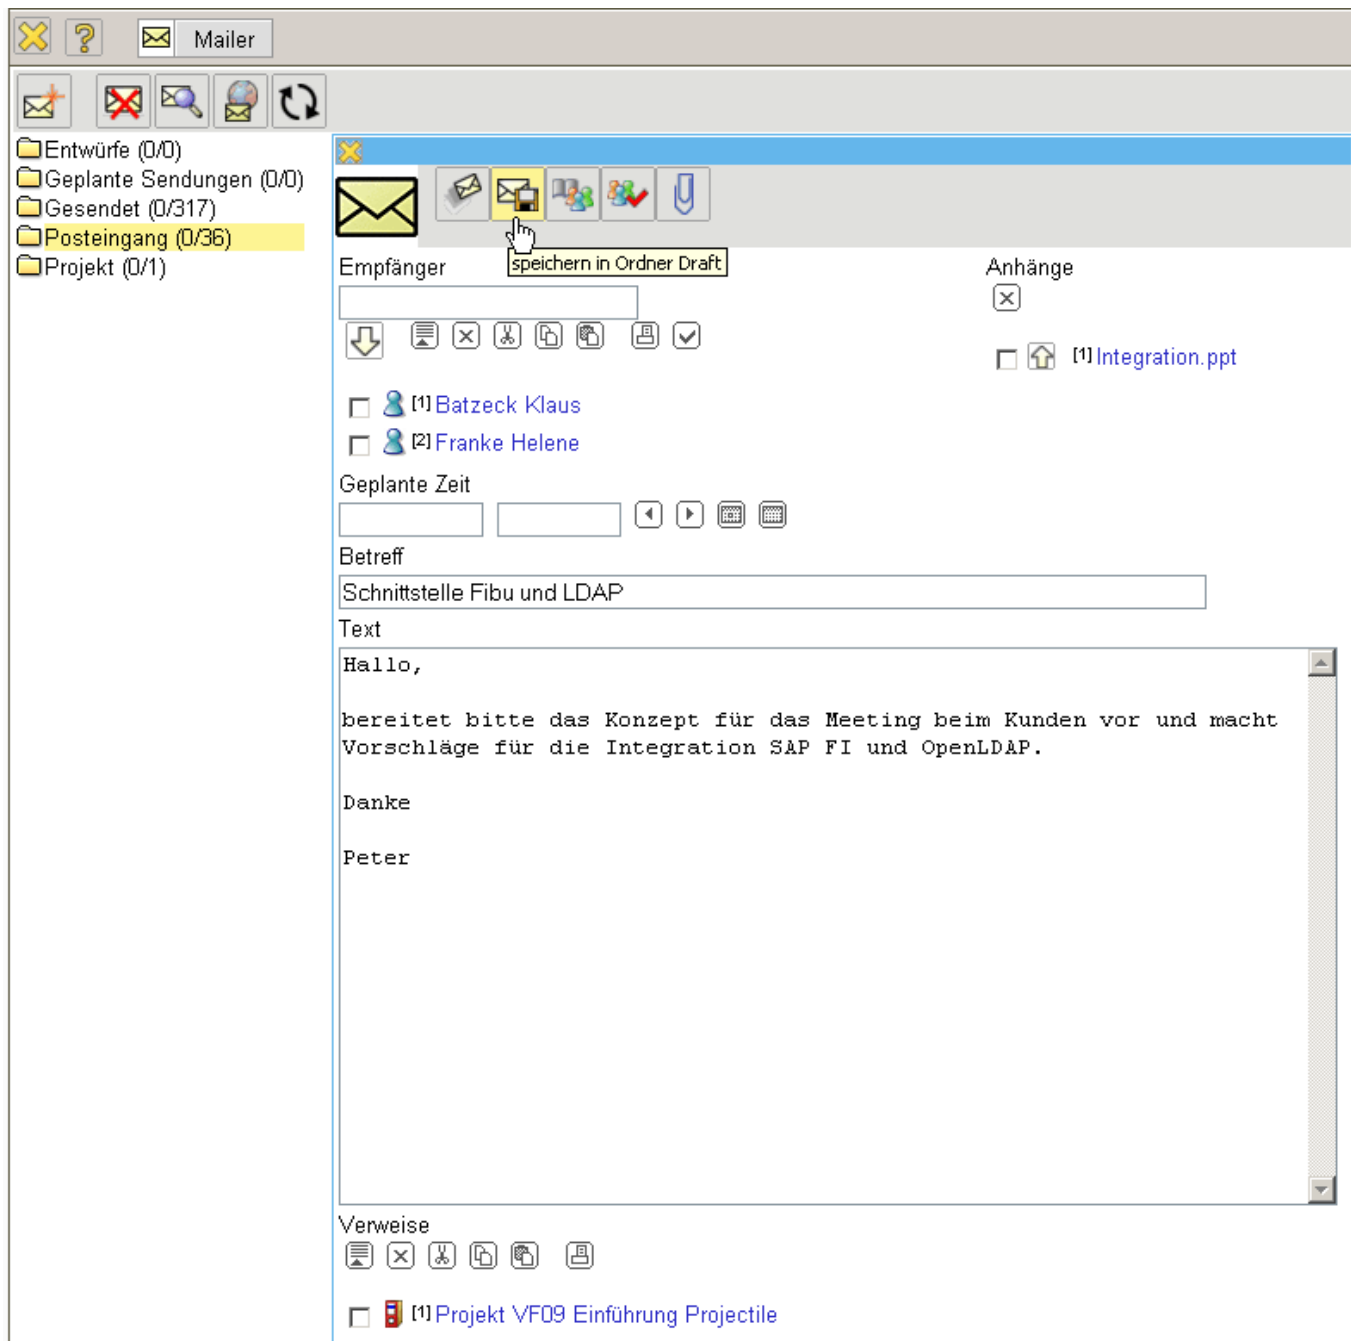 Mailer
Entwürfe (0/0)
Geplante Sendungen (0/0)
Gesendet (0/317)
Posteingang (0/36)
Projekt (0/1)
speichern in Ordner Draft
Empfänger
Anhänge
[1] Integration.ppt
[1] Batzeck Klaus
[2] Franke Helene
Geplante Zeit
Betreff
Schnittstelle Fibu und LDAP
Text
Hallo,
bereitet bitte das Konzept für das Meeting beim Kunden vor und macht
Vorschläge für die Integration SAP FI und OpenLDAP.
Danke
Peter
Verweise
[1] Projekt VF09 Einführung Projectile